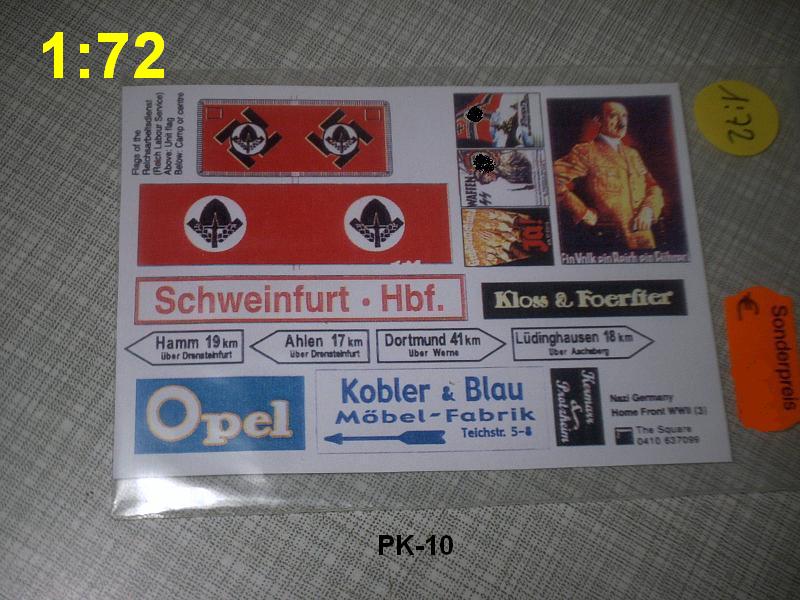 1:72
1:72
Flags of the
Reichsarbeitsdienst
(Reich Labour Service)
Above: Unit flag
Below: Camp or centre
WAFFEN
SS
Ja!
Ein Volk ein Reich ein Führer
Schweinfurt · Hbf.
Kloss & Foerster
Hamm 19 km
über Drensteinfurt
Ahlen 17 km
über Drensteinfurt
Dortmund 41 km
über Werne
Lüdinghausen 18 km
über Ascheberg
Opel
Kobler & Blau
Möbel-Fabrik
Teichstr. 5-8
&
Nazi Germany
Home Front WWII (3)
The Square
0410 637099
Sonderpreis
€
PK-10